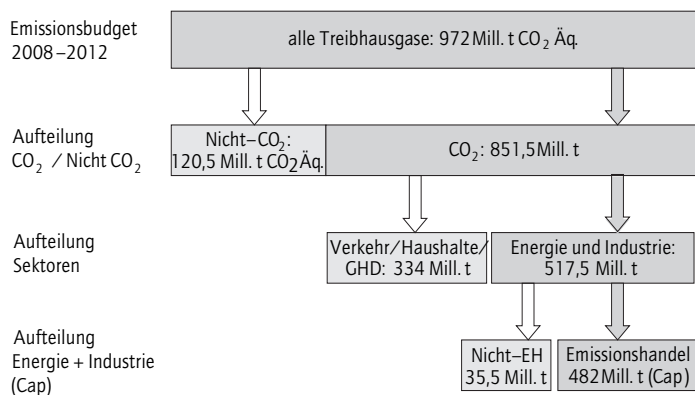 Emissionsbudget
2008–2012
alle Treibhausgase: 972 Mill. t CO2 Äq.
Aufteilung
CO2 / Nicht CO2
Nicht–CO2:
120,5 Mill. t CO2 Äq.
CO2: 851,5 Mill. t
Aufteilung
Sektoren
Verkehr/Haushalte/
GHD: 334 Mill. t
Energie und Industrie:
517,5 Mill. t
Aufteilung
Energie + Industrie
(Cap)
Nicht–EH
35,5 Mill. t
Emissionshandel
482 Mill. t (Cap)